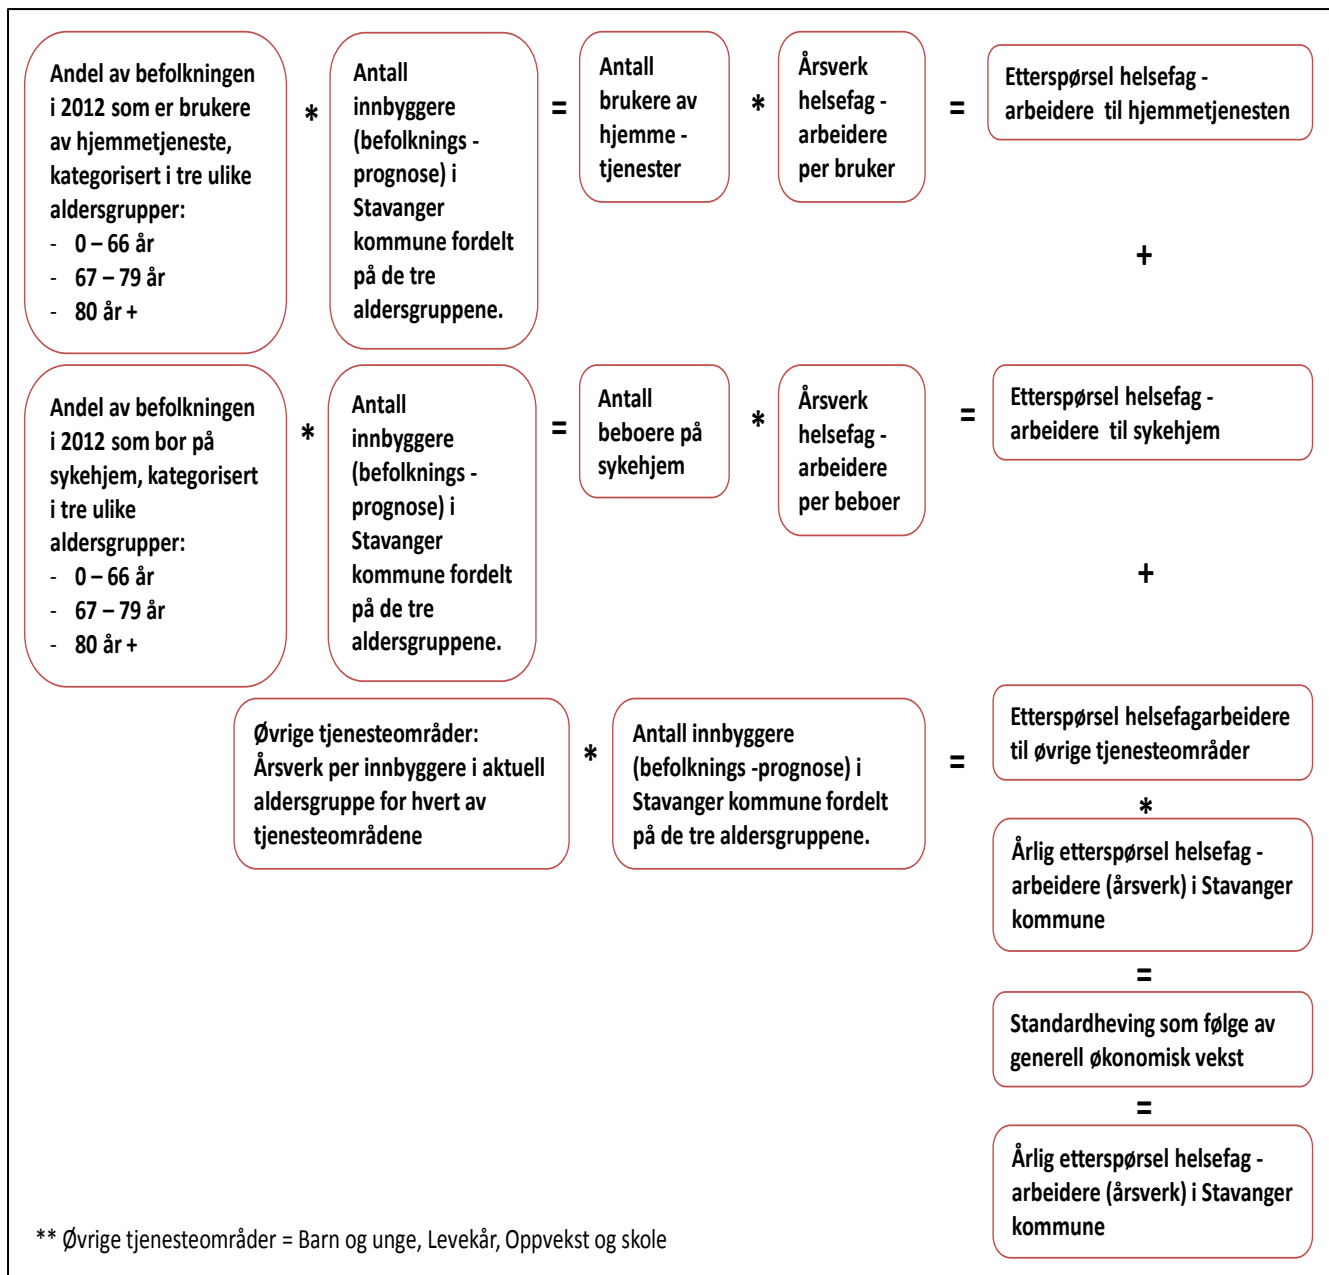 Andel av befolkningen
i 2012 som er brukere
av hjemmetjeneste,
kategorisert i tre ulike
aldersgrupper:
- 0 – 66 år
- 67 – 79 år
- 80 år +
*
Antall
innbyggere
(befolknings -
prognose) i
Stavanger
kommune fordelt
på de tre
aldersgruppene.
=
Antall
brukere av
hjemme -
tjenester
*
Årsverk
helsefag -
arbeidere
per bruker
=
Etterspørsel helsefag -
arbeidere til hjemmetjenesten
+
Andel av befolkningen
i 2012 som bor på
sykehjem, kategorisert
i tre ulike
aldersgrupper:
- 0 – 66 år
- 67 – 79 år
- 80 år +
*
Antall
innbyggere
(befolknings -
prognose) i
Stavanger
kommune fordelt
på de tre
aldersgruppene.
=
Antall
beboere på
sykehjem
*
Årsverk
helsefag -
arbeidere
per beboer
=
Etterspørsel helsefag -
arbeidere til sykehjem
+
Øvrige tjenesteområder:
Årsverk per innbyggere i aktuell
aldersgruppe for hvert av
tjenesteområdene
*
Antall innbyggere
(befolknings -prognose) i
Stavanger kommune fordelt
på de tre aldersgruppene.
=
Etterspørsel helsefagarbeidere
til øvrige tjenesteområder
*
Årlig etterspørsel helsefag -
arbeidere (årsverk) i Stavanger
kommune
=
Standardheving som følge av
generell økonomisk vekst
=
Årlig etterspørsel helsefag -
arbeidere (årsverk) i Stavanger
kommune
** Øvrige tjenesteområder = Barn og unge, Levekår, Oppvekst og skole